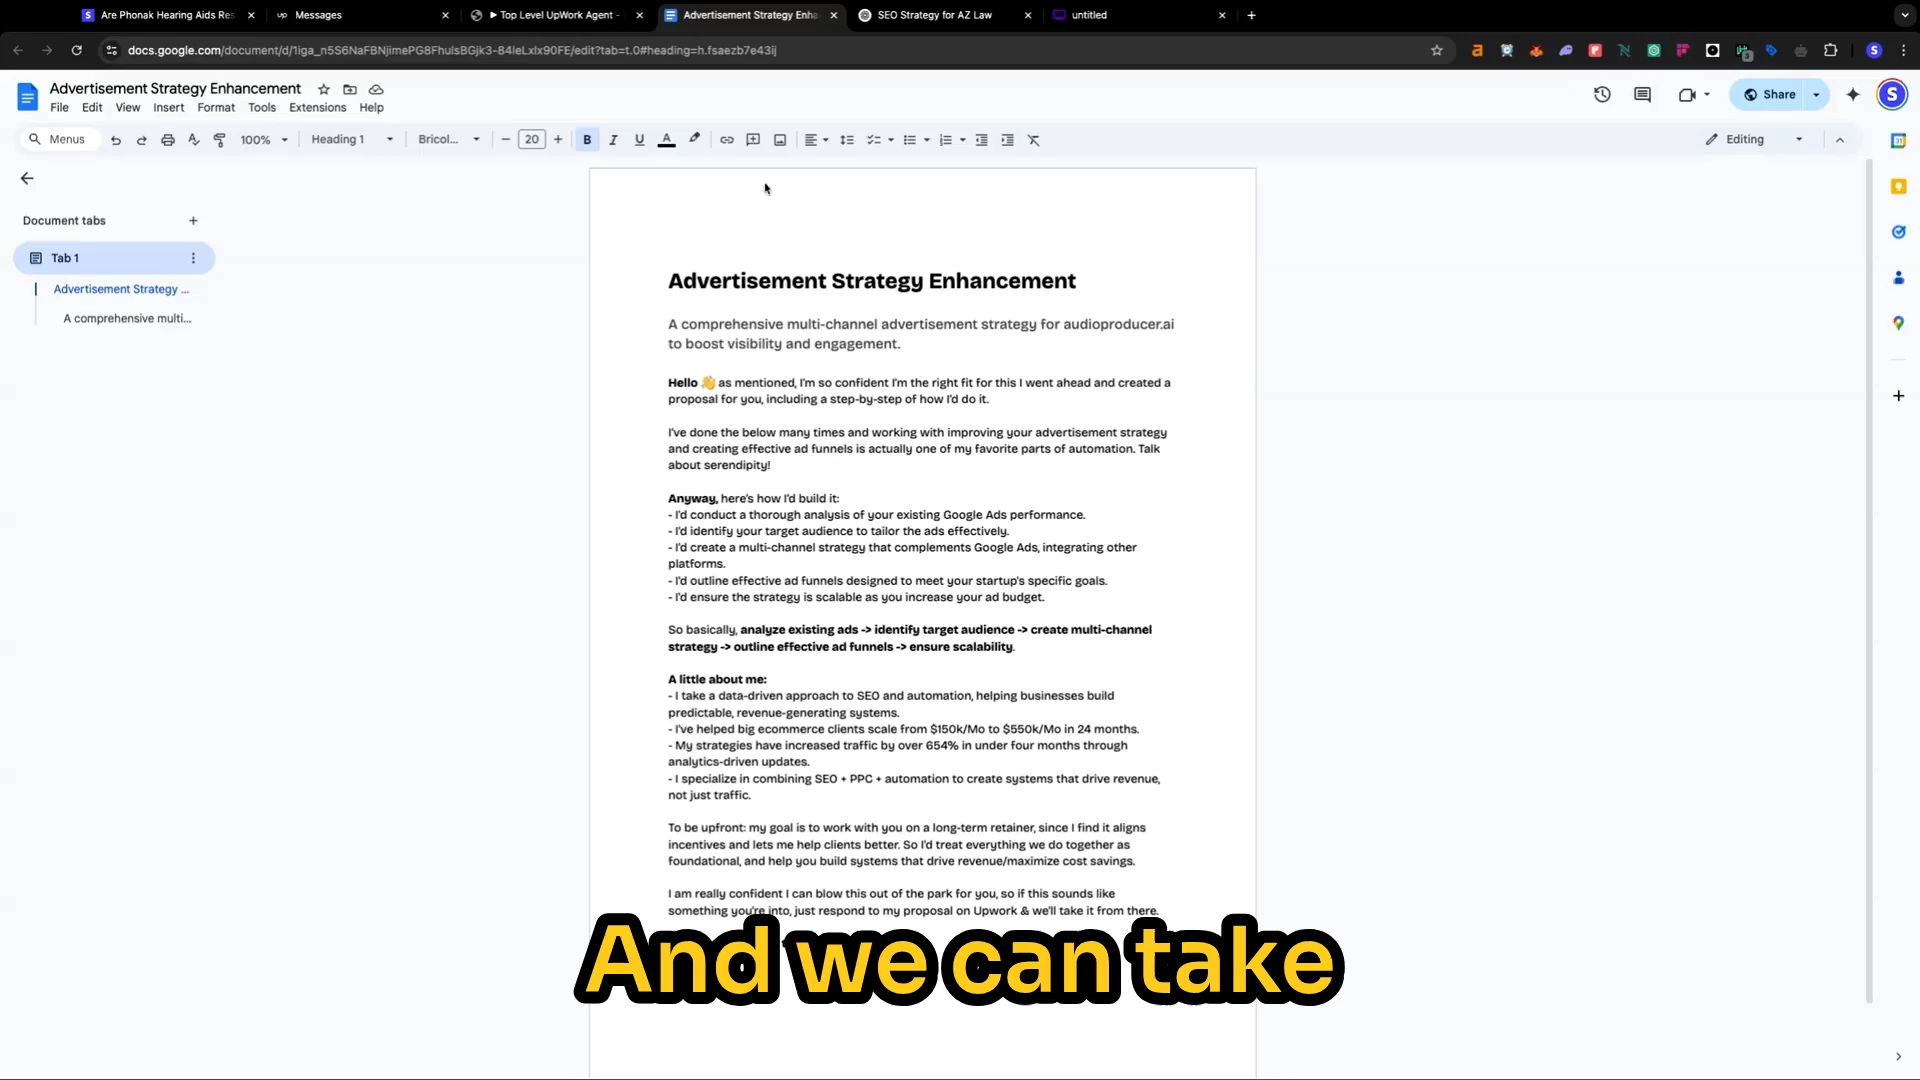 Are Phonak Hearing Aids Res
Messages
Top Level UpWork Agent -
Advertisement Strategy Enha
SEO Strategy for AZ Law
untitled
docs.google.com/document/d/1iga_n5S6NaFBNjimePG8FhulsBGjk3-84leLxlx90FE/edit?tab=t.0#heading=h.fsaezb7e43ij
Advertisement Strategy Enhancement
File Edit View Insert Format Tools Extensions Help
Share
S
Menus
100%
Heading 1
Bricol...
20
Editing
Document tabs
Tab 1
Advertisement Strategy ...
A comprehensive multi...
Advertisement Strategy Enhancement
A comprehensive multi-channel advertisement strategy for audioproducer.ai
to boost visibility and engagement.
Hello 👋 as mentioned, I'm so confident I'm the right fit for this I went ahead and created a
proposal for you, including a step-by-step of how I'd do it.
I've done the below many times and working with improving your advertisement strategy
and creating effective ad funnels is actually one of my favorite parts of automation. Talk
about serendipity!
Anyway, here's how I'd build it:
- I'd conduct a thorough analysis of your existing Google Ads performance.
- I'd identify your target audience to tailor the ads effectively.
- I'd create a multi-channel strategy that complements Google Ads, integrating other
platforms.
- I'd outline effective ad funnels designed to meet your startup's specific goals.
- I'd ensure the strategy is scalable as you increase your ad budget.
So basically, analyze existing ads -> identify target audience -> create multi-channel
strategy -> outline effective ad funnels -> ensure scalability.
A little about me:
- I take a data-driven approach to SEO and automation, helping businesses build
predictable, revenue-generating systems.
- I've helped big ecommerce clients scale from $150k/Mo to $550k/Mo in 24 months.
- My strategies have increased traffic by over 654% in under four months through
analytics-driven updates.
- I specialize in combining SEO + PPC + automation to create systems that drive revenue,
not just traffic.
To be upfront: my goal is to work with you on a long-term retainer, since I find it aligns
incentives and lets me help clients better. So I'd treat everything we do together as
foundational, and help you build systems that drive revenue/maximize cost savings.
I am really confident I can blow this out of the park for you, so if this sounds like
something you're into, just respond to my proposal on Upwork & we'll take it from there.
And we can take